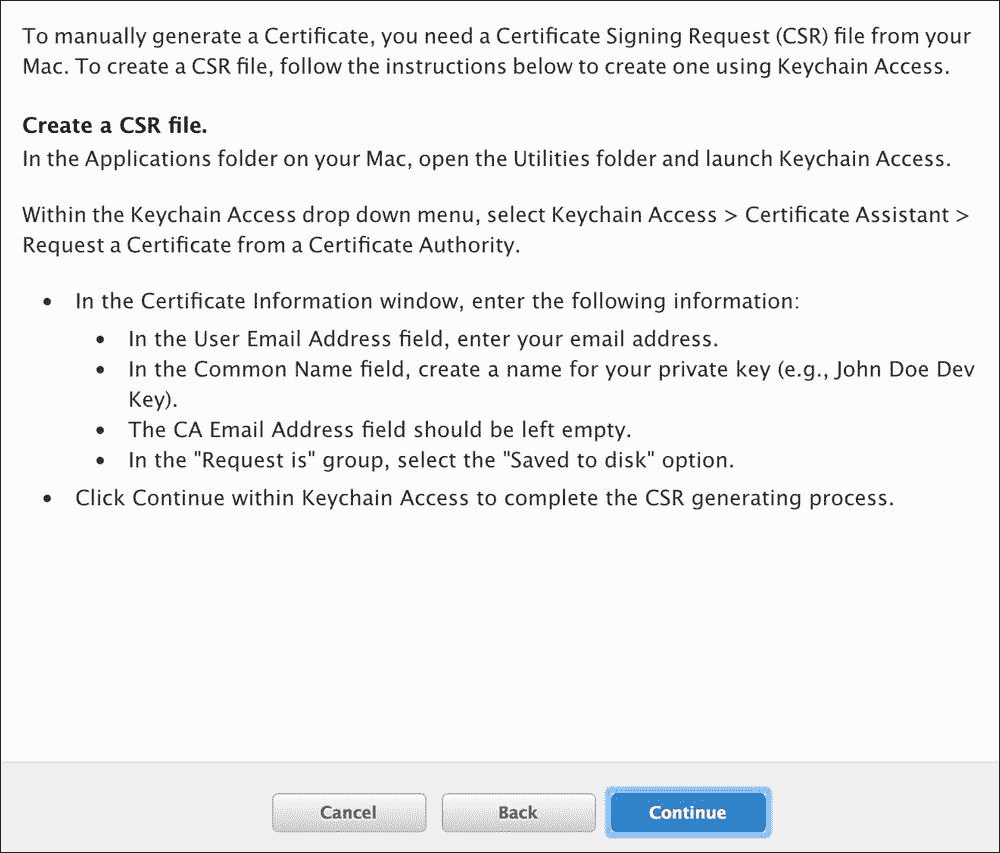 To manually generate a Certificate, you need a Certificate Signing Request (CSR) file from your
Mac. To create a CSR file, follow the instructions below to create one using Keychain Access.
Create a CSR file.
In the Applications folder on your Mac, open the Utilities folder and launch Keychain Access.
Within the Keychain Access drop down menu, select Keychain Access > Certificate Assistant >
Request a Certificate from a Certificate Authority.
• In the Certificate Information window, enter the following information:
• In the User Email Address field, enter your email address.
• In the Common Name field, create a name for your private key (e.g., John Doe Dev
Key).
• The CA Email Address field should be left empty.
• In the "Request is" group, select the "Saved to disk" option.
• Click Continue within Keychain Access to complete the CSR generating process.
Cancel
Back
Continue